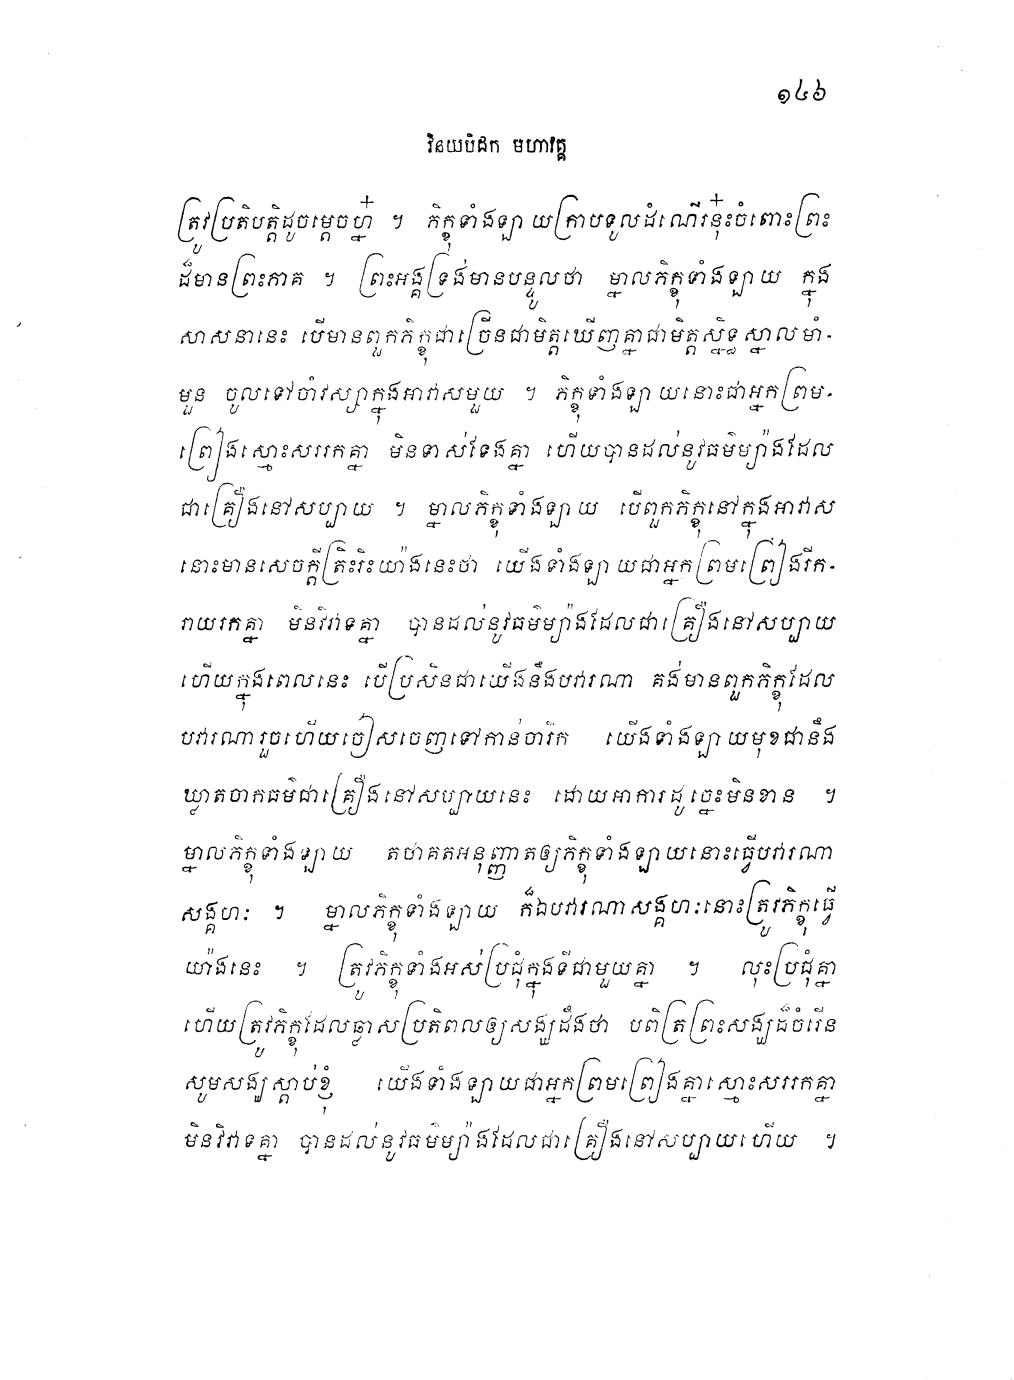 ១៤៦
វិនយបិដក មហាវគ្គ
ត្រូវប្រតិបត្តិដូចម្តេចហ្ន៎ ។ ភិក្ខុទាំងឡាយក្រាបទូលដំណើរនុ៎ះចំពោះព្រះ
ដ៏មានព្រះភាគ ។ ព្រះអង្គទ្រង់មានបន្ទូលថា ម្នាលភិក្ខុទាំងឡាយ ក្នុង
សាសនានេះ បើមានពួកភិក្ខុជាច្រើនជាមិត្តឃើញគ្នាជាមិត្តស្និទ្ធស្នាលមាំ-
មួន ចូលទៅចាំវស្សាក្នុងអាវាសមួយ ។ ភិក្ខុទាំងឡាយនោះជាអ្នកព្រម-
ព្រៀងស្មោះសររកគ្នា មិនទាស់ទែងគ្នា ហើយបានដល់នូវធម៌ម្យ៉ាងដែល
ជាគ្រឿងនៅសប្បាយ ។ ម្នាលភិក្ខុទាំងឡាយ បើពួកភិក្ខុនៅក្នុងអាវាស
នោះមានសេចក្តីត្រិះរិះយ៉ាងនេះថា យើងទាំងឡាយជាអ្នកព្រមព្រៀងរីក-
រាយរកគ្នា មិនវិវាទគ្នា បានដល់នូវធម៌ម្យ៉ាងដែលជាគ្រឿងនៅសប្បាយ
ហើយក្នុងពេលនេះ បើប្រសិនជាយើងនឹងបវារណា គង់មានពួកភិក្ខុដែល
បវារណារួចហើយចៀសចេញទៅកាន់ចារិក យើងទាំងឡាយមុខជានឹង
ឃ្លាតចាកធម៌ជាគ្រឿងនៅសប្បាយនេះ ដោយអាការដូច្នេះមិនខាន ។
ម្នាលភិក្ខុទាំងឡាយ តថាគតអនុញ្ញាតឲ្យភិក្ខុទាំងឡាយនោះធ្វើបវារណា
សង្គហៈ ។ ម្នាលភិក្ខុទាំងឡាយ ក៏ឯបវារណាសង្គហៈនោះត្រូវភិក្ខុធ្វើ
យ៉ាងនេះ ។ ត្រូវភិក្ខុទាំងអស់ប្រជុំក្នុងទីជាមួយគ្នា ។ លុះប្រជុំគ្នា
ហើយត្រូវភិក្ខុដែលឆ្លាសប្រតិពលឲ្យសង្ឃដឹងថា បពិត្រព្រះសង្ឃដ៏ចំរើន
សូមសង្ឃស្តាប់ខ្ញុំ យើងទាំងឡាយជាអ្នកព្រមព្រៀងគ្នាស្មោះសររកគ្នា
មិនវិវាទគ្នា បានដល់នូវធម៌ម្យ៉ាងដែលជាគ្រឿងនៅសប្បាយហើយ ។